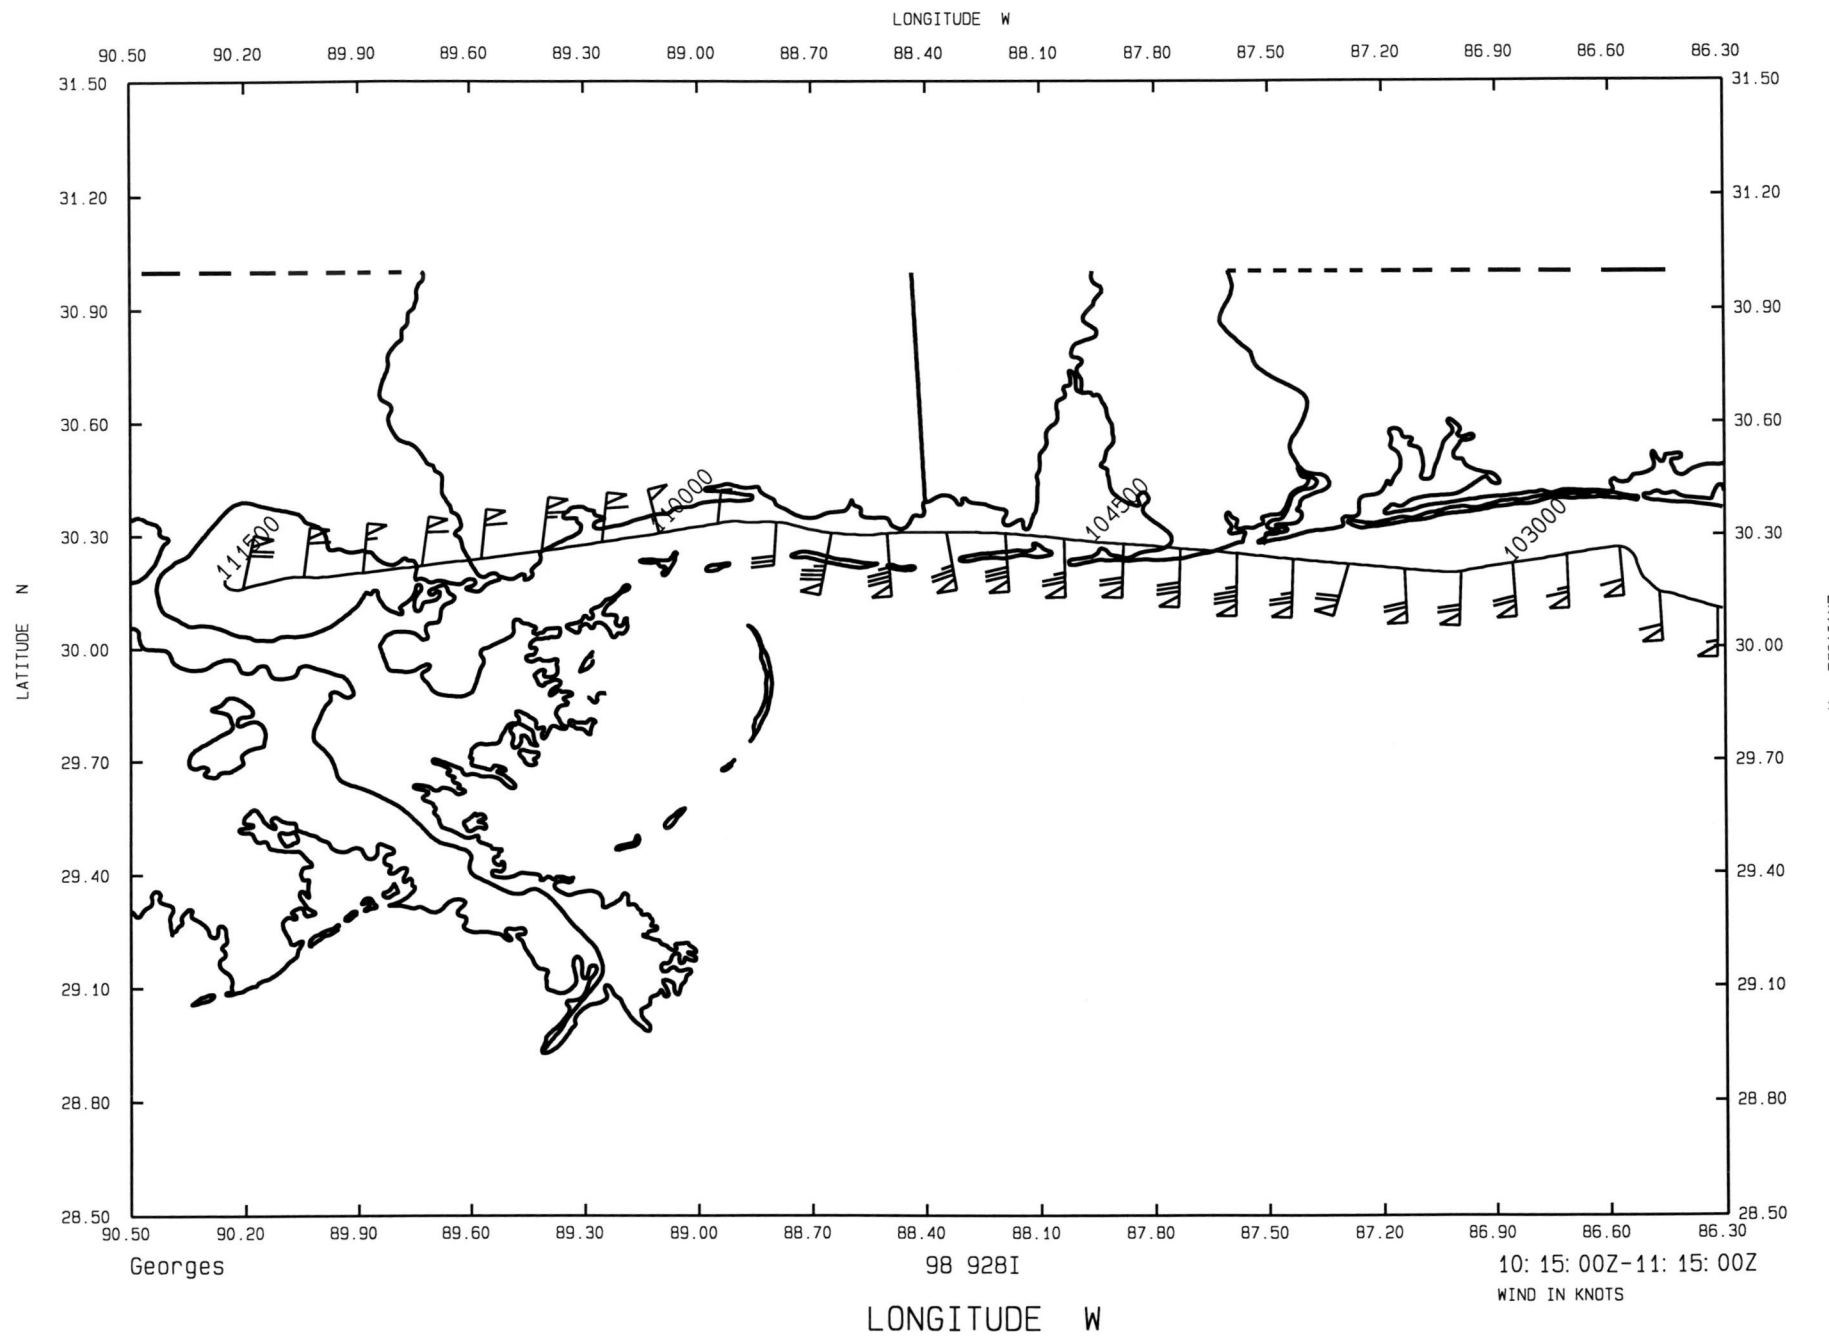 LONGITUDE W
90.50 90.20 89.90 89.60 89.30 89.00 88.70 88.40 88.10 87.80 87.50 87.20 86.90 86.60 86.30
31.50 31.50
31.20 31.20
30.90 30.90
30.60 30.60
111500 110000 104500 103000
30.30 30.30
30.00 30.00
LATITUDE N
29.70 29.70
29.40 29.40
29.10 29.10
28.80 28.80
28.50 28.50
90.50 90.20 89.90 89.60 89.30 89.00 88.70 88.40 88.10 87.80 87.50 87.20 86.90 86.60 86.30
Georges 98 928I 10:15:00Z-11:15:00Z
WIND IN KNOTS
LONGITUDE W